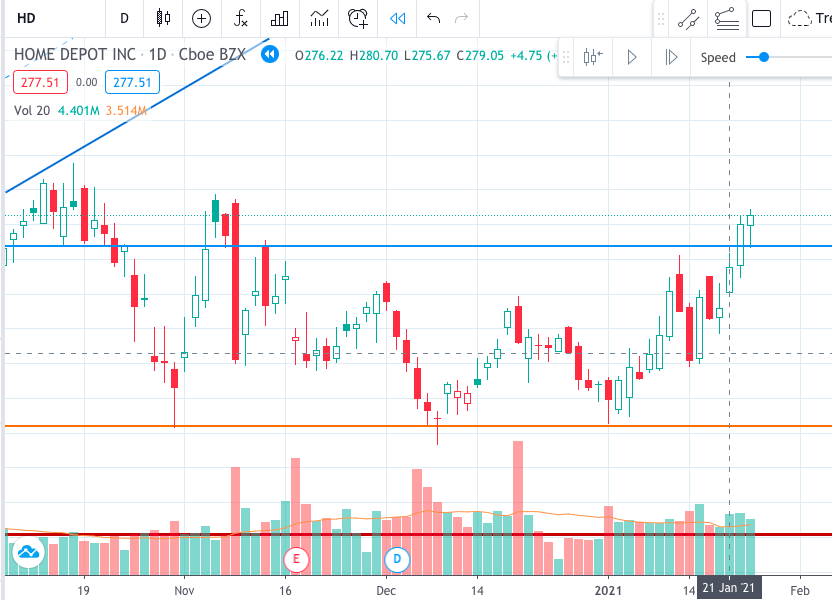 HD D Tre
HOME DEPOT INC · 1D · Cboe BZX O276.22 H280.70 L275.67 C279.05 +4.75 (+
Speed
277.51 0.00 277.51
Vol 20 4.401M 3.514M
E D
19 Nov 16 Dec 14 2021 14 21 Jan '21 Feb